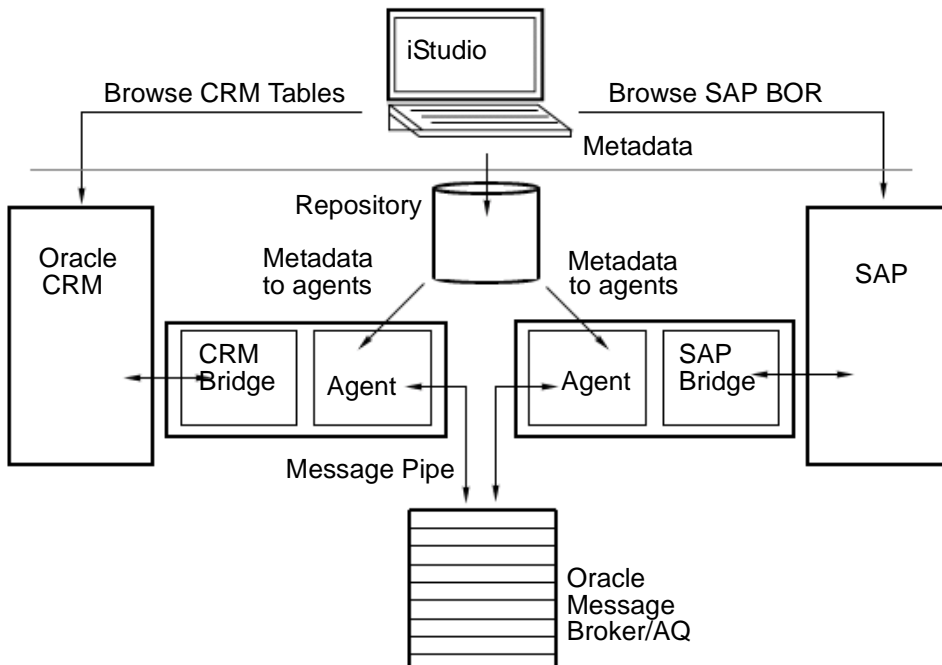 iStudio
Browse CRM Tables
Browse SAP BOR
Metadata
Repository
Oracle
CRM
Metadata
to agents
Metadata
to agents
SAP
CRM
Bridge
Agent
Agent
SAP
Bridge
Message Pipe
Oracle
Message
Broker/AQ